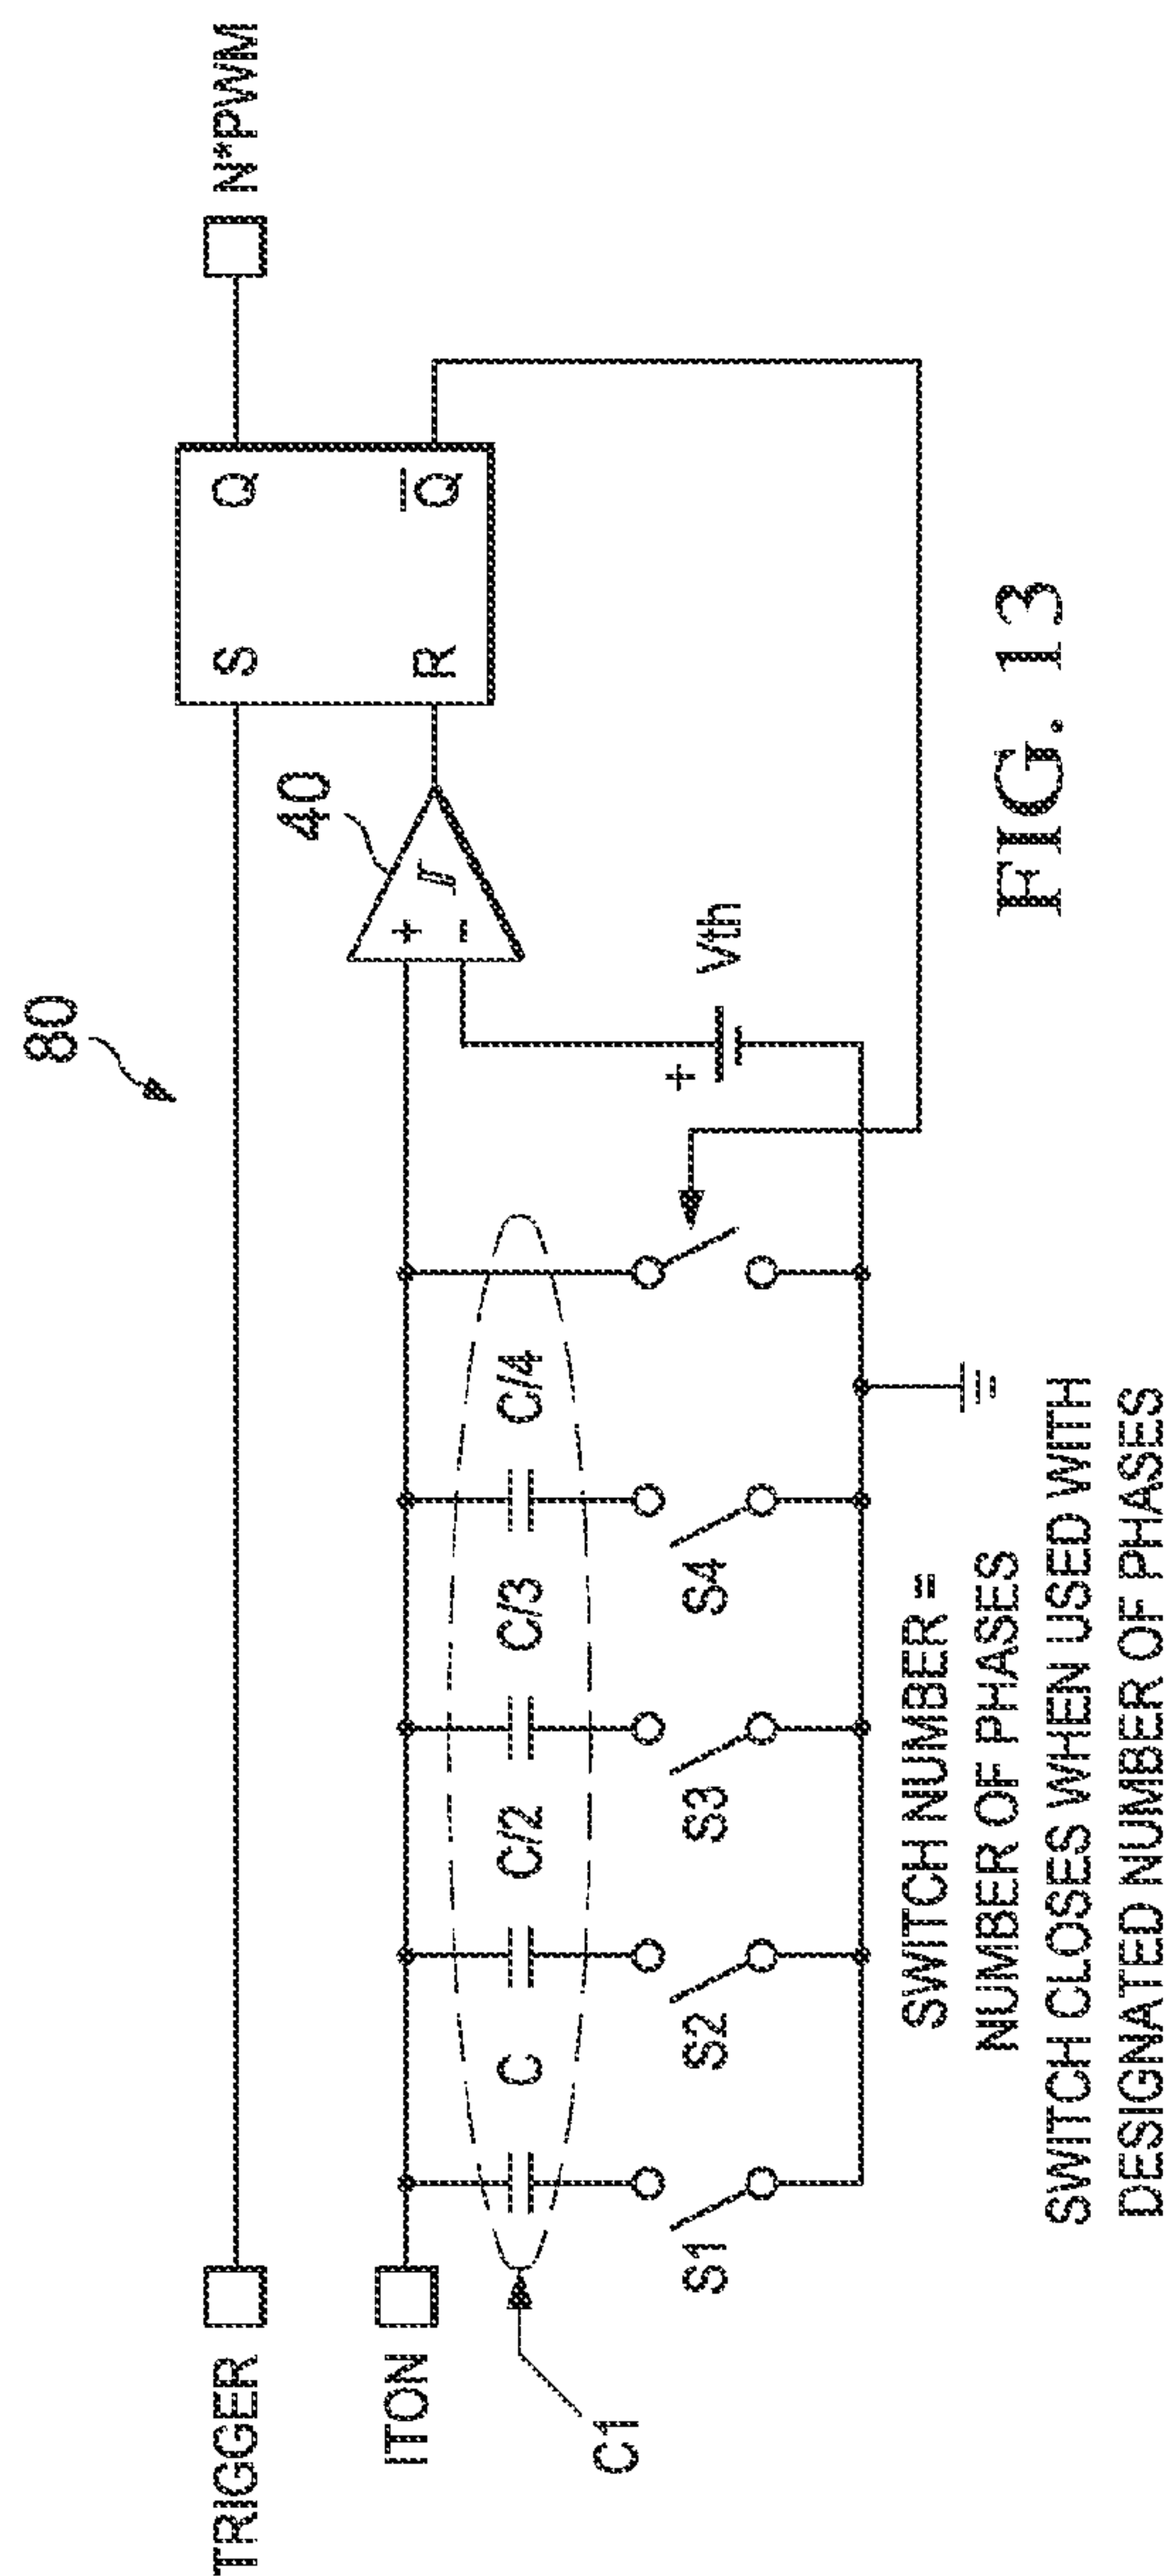 80
TRIGGER
N*PWM
S
Q
R
Q
40
ITON
+
-
C1
C
C/2
C/3
C/4
+
Vth
S1
S2
S3
S4
SWITCH NUMBER =
NUMBER OF PHASES
SWITCH CLOSES WHEN USED WITH
DESIGNATED NUMBER OF PHASES
FIG. 13